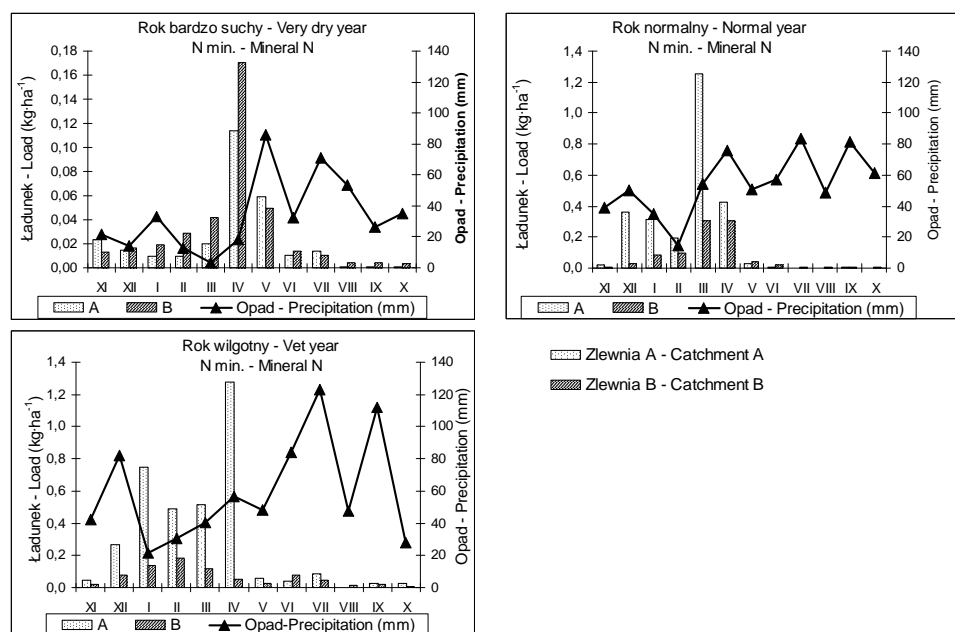 Rok bardzo suchy - Very dry year
N min. - Mineral N
Ładunek - Load (kg·ha⁻¹)
0,18
0,16
0,14
0,12
0,10
0,08
0,06
0,04
0,02
0,00
140
120
100
80
60
40
20
0
Opad - Precipitation (mm)
XI XII I II III IV V VI VII VIII IX X
A B Opad - Precipitation (mm)
Rok normalny - Normal year
N min. - Mineral N
Ładunek - Load (kg·ha⁻¹)
1,4
1,2
1,0
0,8
0,6
0,4
0,2
0,0
140
120
100
80
60
40
20
0
Opad - Precipitation (mm)
XI XII I II III IV V VI VII VIII IX X
A B Opad - Precipitation (mm)
Rok wilgotny - Vet year
N min. - Mineral N
Ładunek - Load (kg·ha⁻¹)
1,4
1,2
1,0
0,8
0,6
0,4
0,2
0,0
140
120
100
80
60
40
20
0
Opad - Precipitation (mm)
XI XII I II III IV V VI VII VIII IX X
A B Opad-Precipitation (mm)
Zlewnia A - Catchment A
Zlewnia B - Catchment B